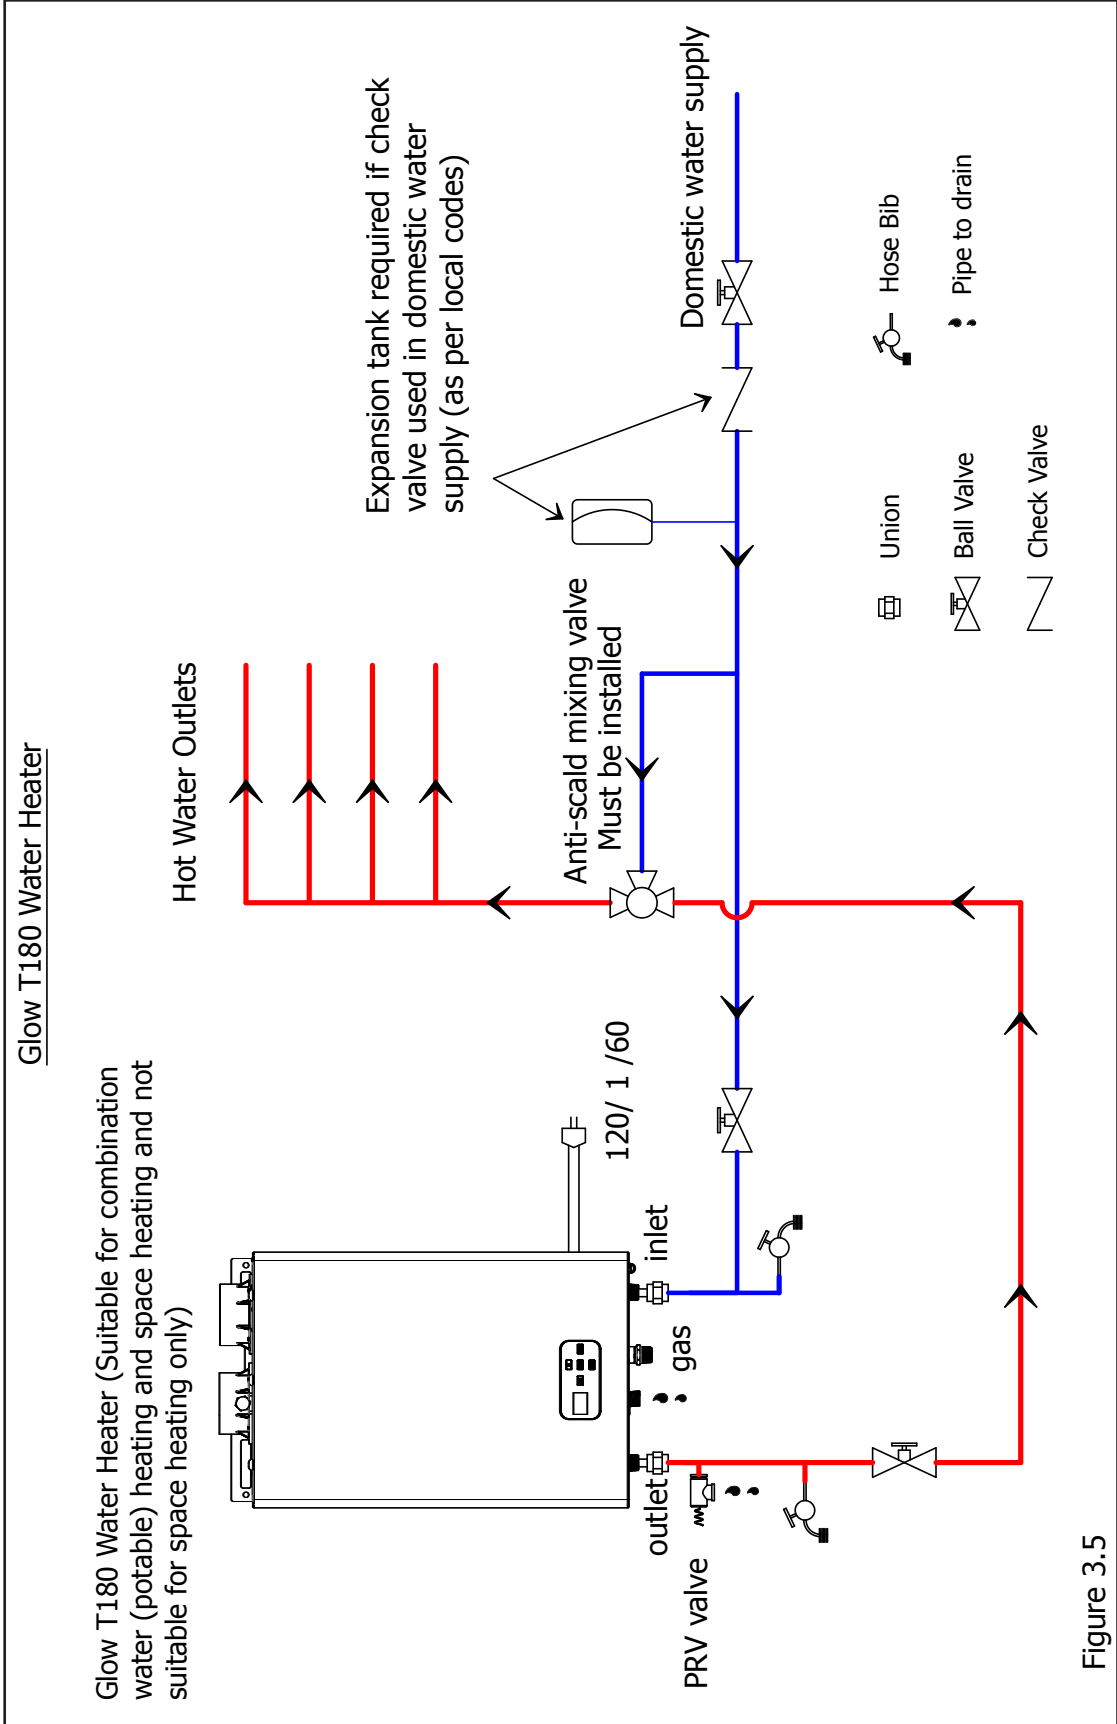 Glow T180 Water Heater
Glow T180 Water Heater (Suitable for combination
water (potable) heating and space heating and not
suitable for space heating only)
Hot Water Outlets
Expansion tank required if check
valve used in domestic water
supply (as per local codes)
Anti-scald mixing valve
Must be installed
Domestic water supply
120/ 1 /60
outlet
gas
inlet
PRV valve
Union
Hose Bib
Ball Valve
Pipe to drain
Check Valve
Figure 3.5